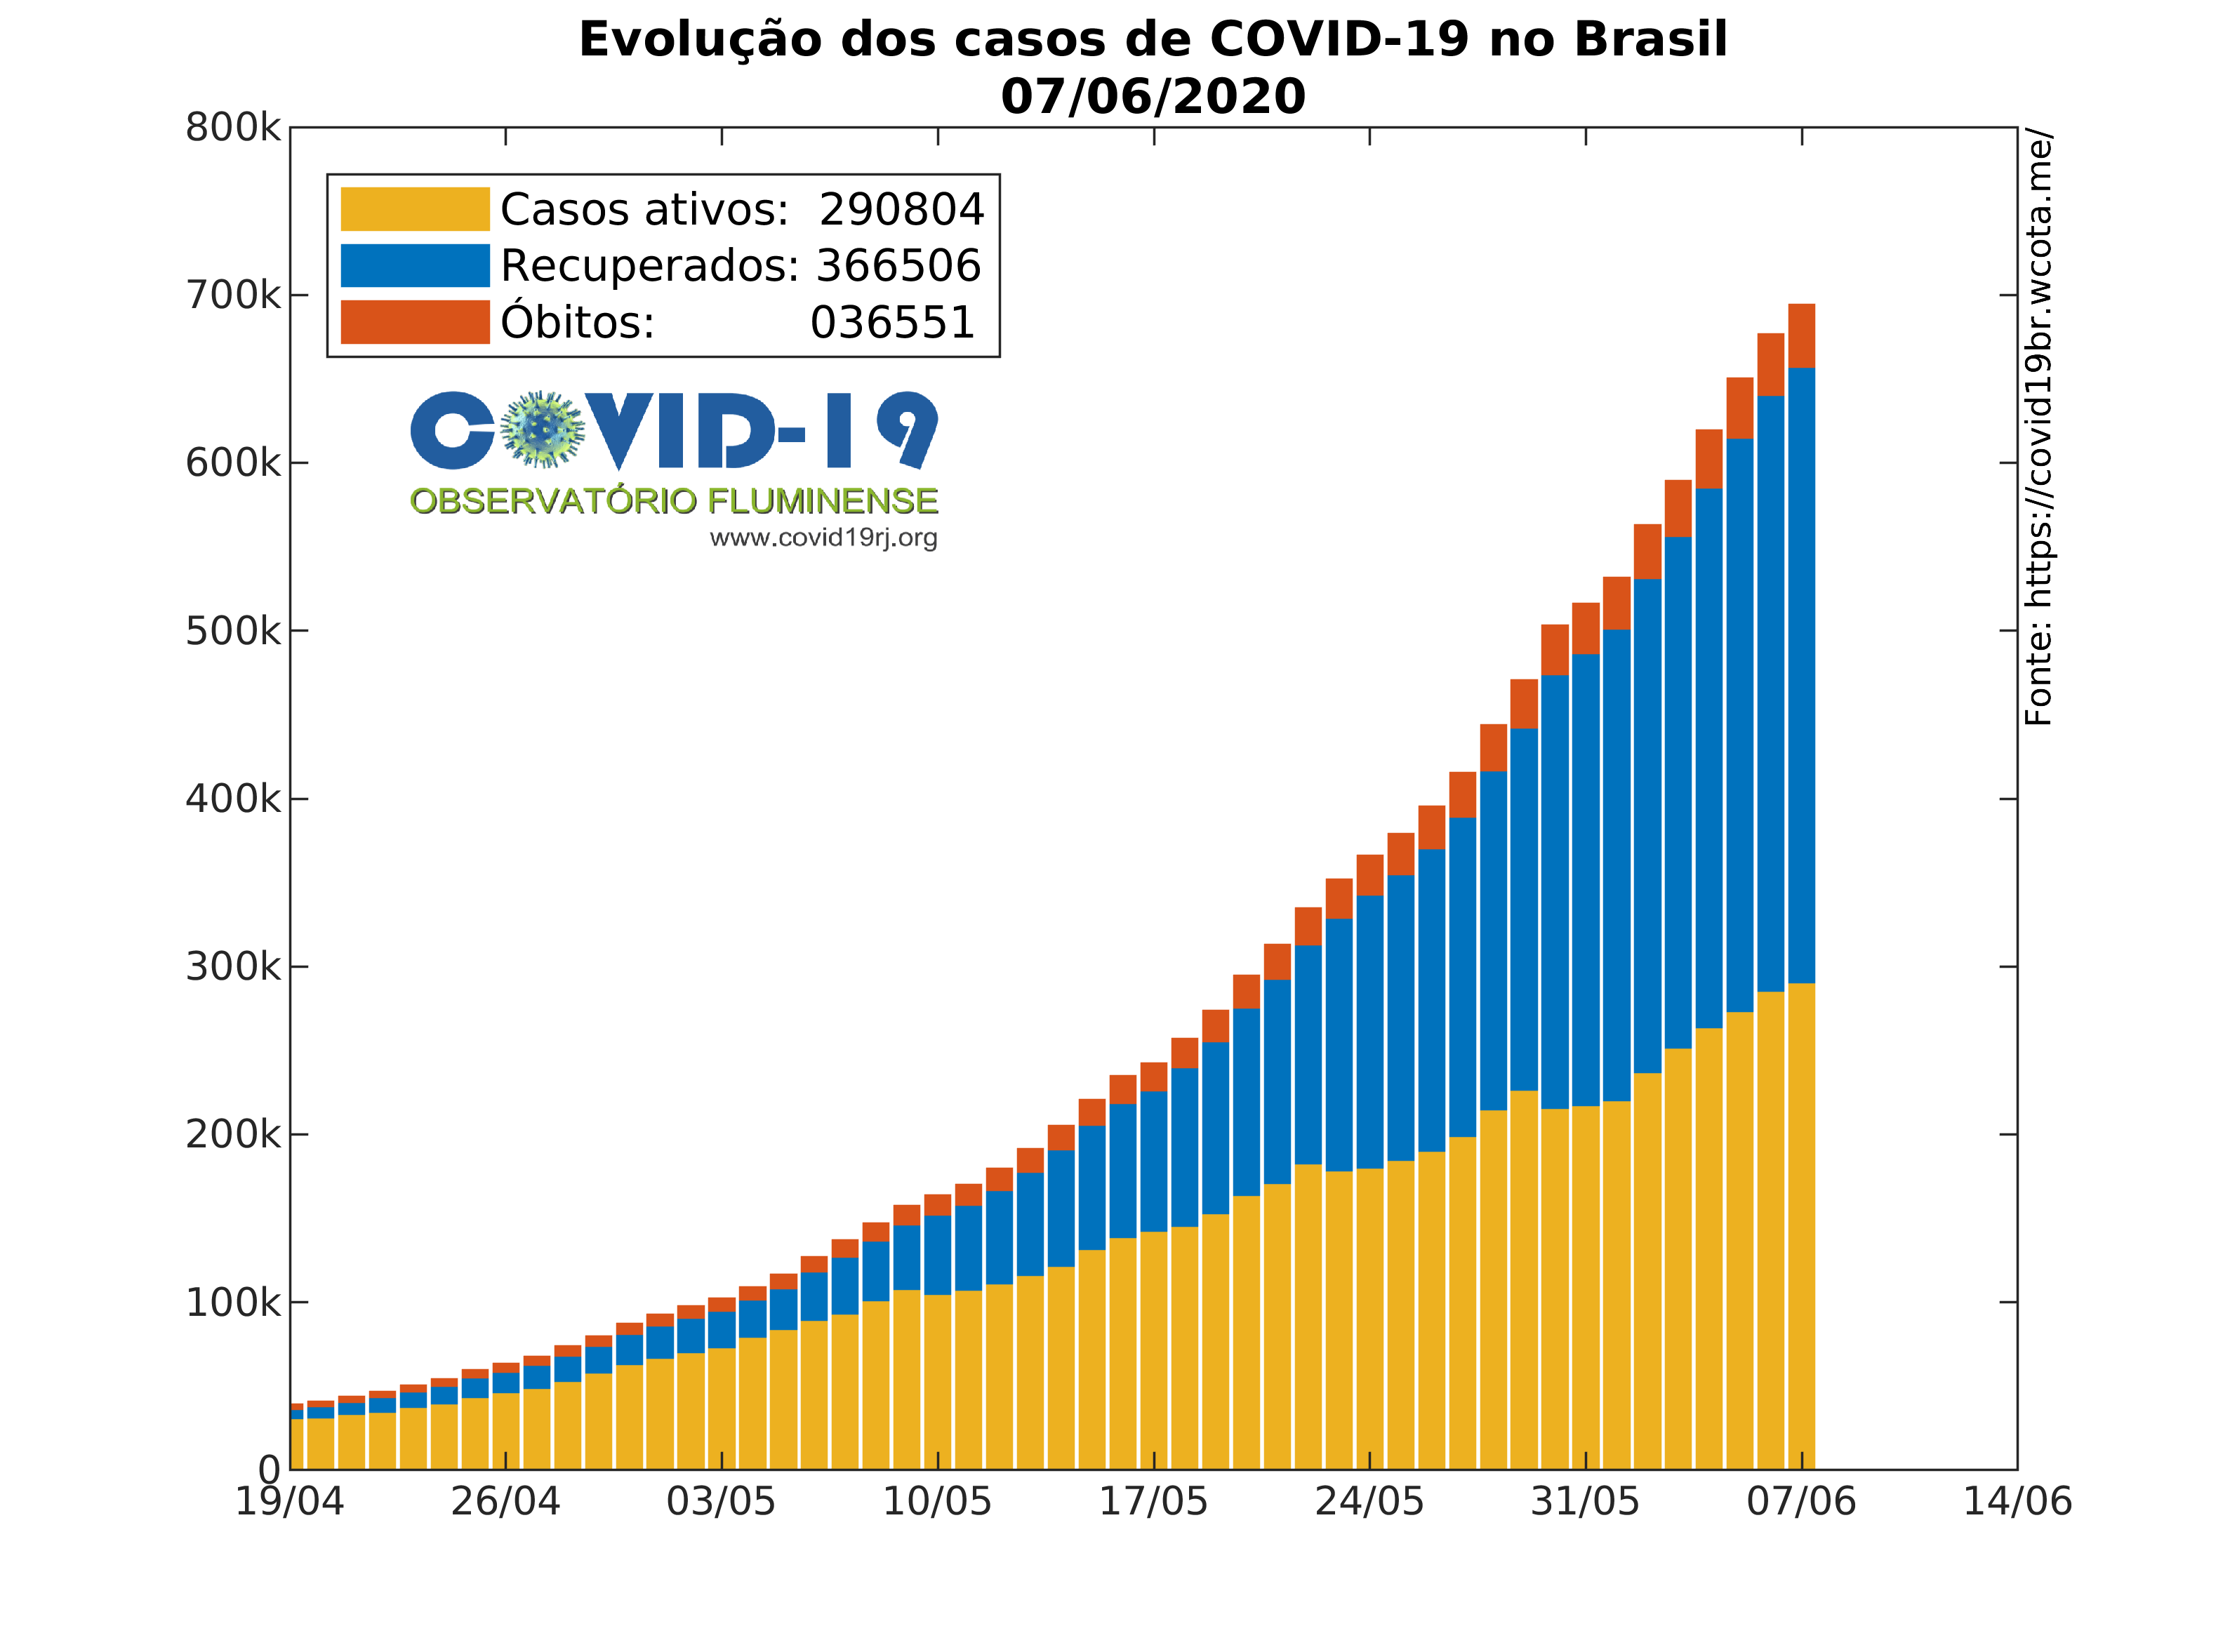 Evolução dos casos de COVID-19 no Brasil
07/06/2020
800k
700k
600k
500k
400k
300k
200k
100k
0
Casos ativos: 290804
Recuperados: 366506
Óbitos: 036551
COVID-19
OBSERVATÓRIO FLUMINENSE
www.covid19rj.org
Fonte: https://covid19br.wcota.me/
19/04 26/04 03/05 10/05 17/05 24/05 31/05 07/06 14/06